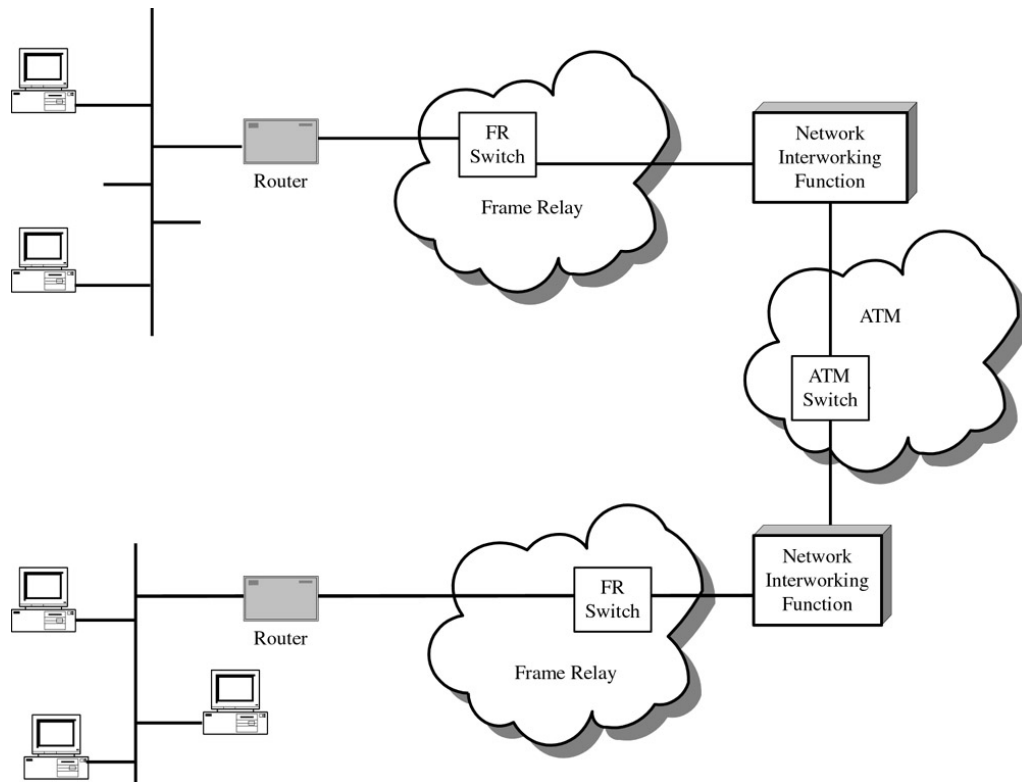 FR
Switch
Network
Interworking
Function
Router
Frame Relay
ATM
ATM
Switch
Network
Interworking
Function
FR
Switch
Router
Frame Relay